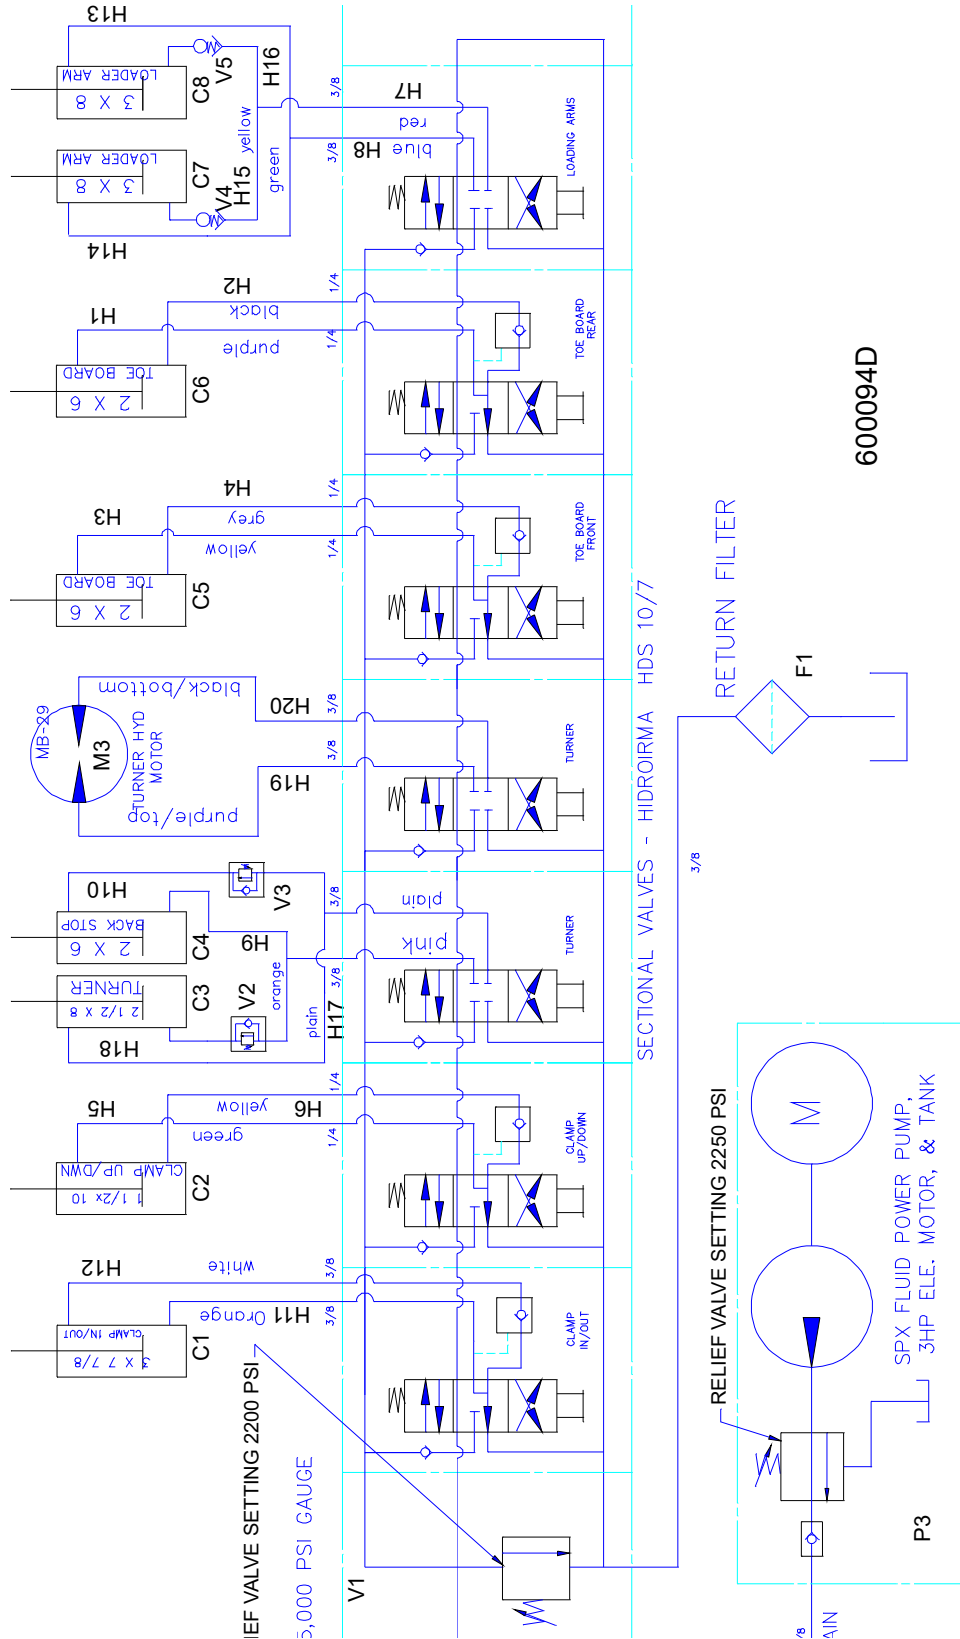 H13
LOADER ARM
3 X 8
C8
V5
H16
3/8
H7
red
LOADER ARM
3 X 8
C7
V4
H15
yellow
green
3/8
H8
blue
LOADING ARMS
H14
H2
black
1/4
H1
purple
1/4
TOE BOARD
2 X 6
C6
TOE BOARD
REAR
600094D
H4
grey
1/4
H3
yellow
1/4
TOE BOARD
2 X 6
C5
TOE BOARD
FRONT
RETURN FILTER
F1
MB-29
M3
TURNER HYD
MOTOR
black/bottom
H20
3/8
purple/top
H19
3/8
TURNER
SECTIONAL VALVES - HIDROIRMA HDS 10/7
3/8
H10
BACK STOP
2 X 6
C4
V3
H9
3/8
plain
pink
TURNER
2 1/2 X 8
C3
V2
orange
plain
H17
3/8
TURNER
H18
H5
yellow
H6
1/4
green
1/4
CLAMP UP/DWN
1 1/2x 10
C2
CLAMP
UP/DOWN
H12
white
3/8
Orange
H11
3/8
CLAMP IN/OUT
3 X 7 7/8
C1
CLAMP
IN/OUT
IEF VALVE SETTING 2200 PSI
5,000 PSI GAUGE
V1
M
RELIEF VALVE SETTING 2250 PSI
SPX FLUID POWER PUMP,
3HP ELE. MOTOR, & TANK
P3
/8
AIN